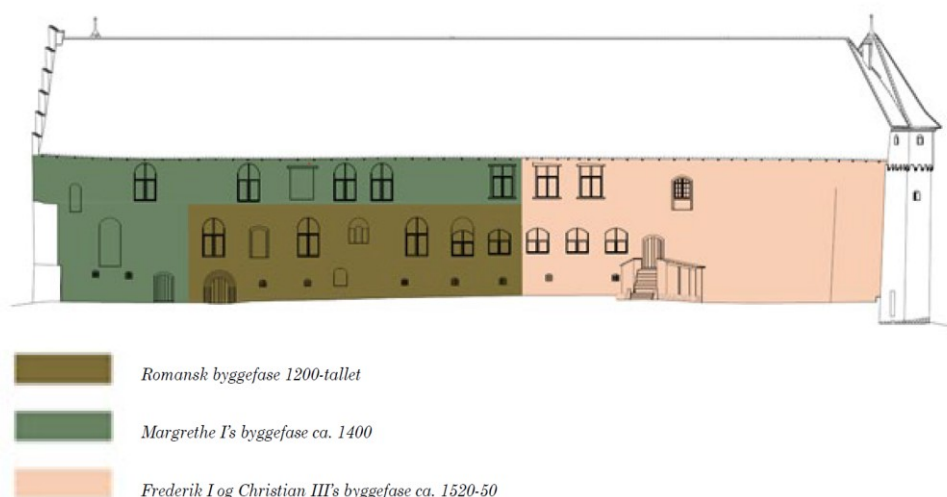 Romansk byggefase 1200-tallet
Margrethe I's byggefase ca. 1400
Frederik I og Christian III's byggefase ca. 1520-50